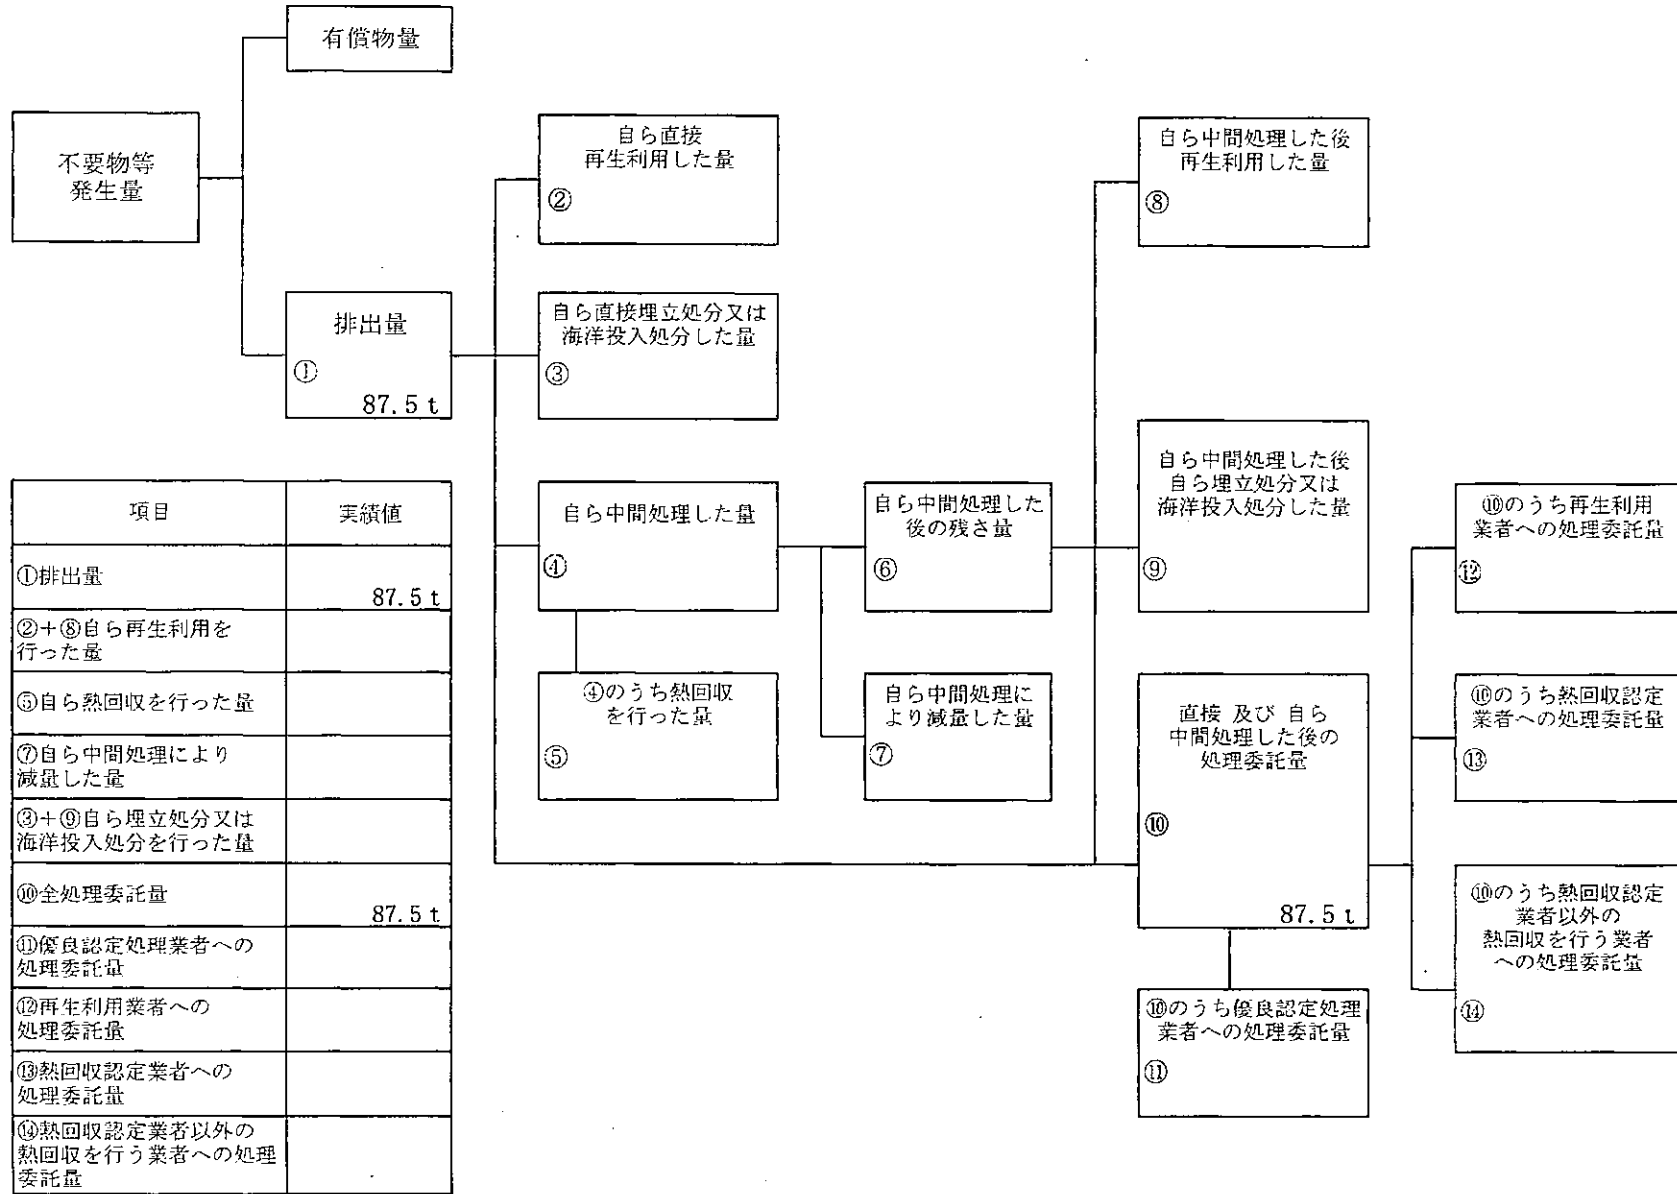 有償物量
不要物等
発生量
排出量
①
87.5 t
自ら直接
再生利用した量
②
自ら直接埋立処分又は
海洋投入処分した量
③
自ら中間処理した量
④
④のうち熱回収
を行った量
⑤
自ら中間処理した
後の残さ量
⑥
自ら中間処理に
より減量した量
⑦
自ら中間処理した後
再生利用した量
⑧
自ら中間処理した後
自ら埋立処分又は
海洋投入処分した量
⑨
直接 及び 自ら
中間処理した後の
処理委託量
⑩
87.5 t
⑩のうち優良認定処理
業者への処理委託量
⑪
⑩のうち再生利用
業者への処理委託量
⑫
⑩のうち熱回収認定
業者への処理委託量
⑬
⑩のうち熱回収認定
業者以外の
熱回収を行う業者
への処理委託量
⑭
項目 実績値
①排出量
87.5 t
②+⑧自ら再生利用を
行った量
⑤自ら熱回収を行った量
⑦自ら中間処理により
減量した量
③+⑨自ら埋立処分又は
海洋投入処分を行った量
⑩全処理委託量
87.5 t
⑪優良認定処理業者への
処理委託量
⑫再生利用業者への
処理委託量
⑬熱回収認定業者への
処理委託量
⑭熱回収認定業者以外の
熱回収を行う業者への処理
委託量